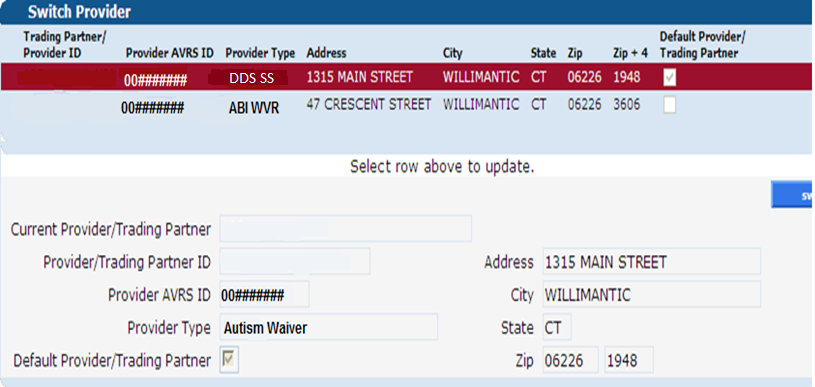 Switch Provider
Trading Partner/ Provider ID Provider AVRS ID Provider Type Address City State Zip Zip + 4 Default Provider/ Trading Partner
00####### DDS SS 1315 MAIN STREET WILLIMANTIC CT 06226 1948
00####### ABI WVR 47 CRESCENT STREET WILLIMANTIC CT 06226 3606
Select row above to update.
Current Provider/Trading Partner
Provider/Trading Partner ID Address 1315 MAIN STREET
Provider AVRS ID 00####### City WILLIMANTIC
Provider Type Autism Waiver State CT
Default Provider/Trading Partner Zip 06226 1948